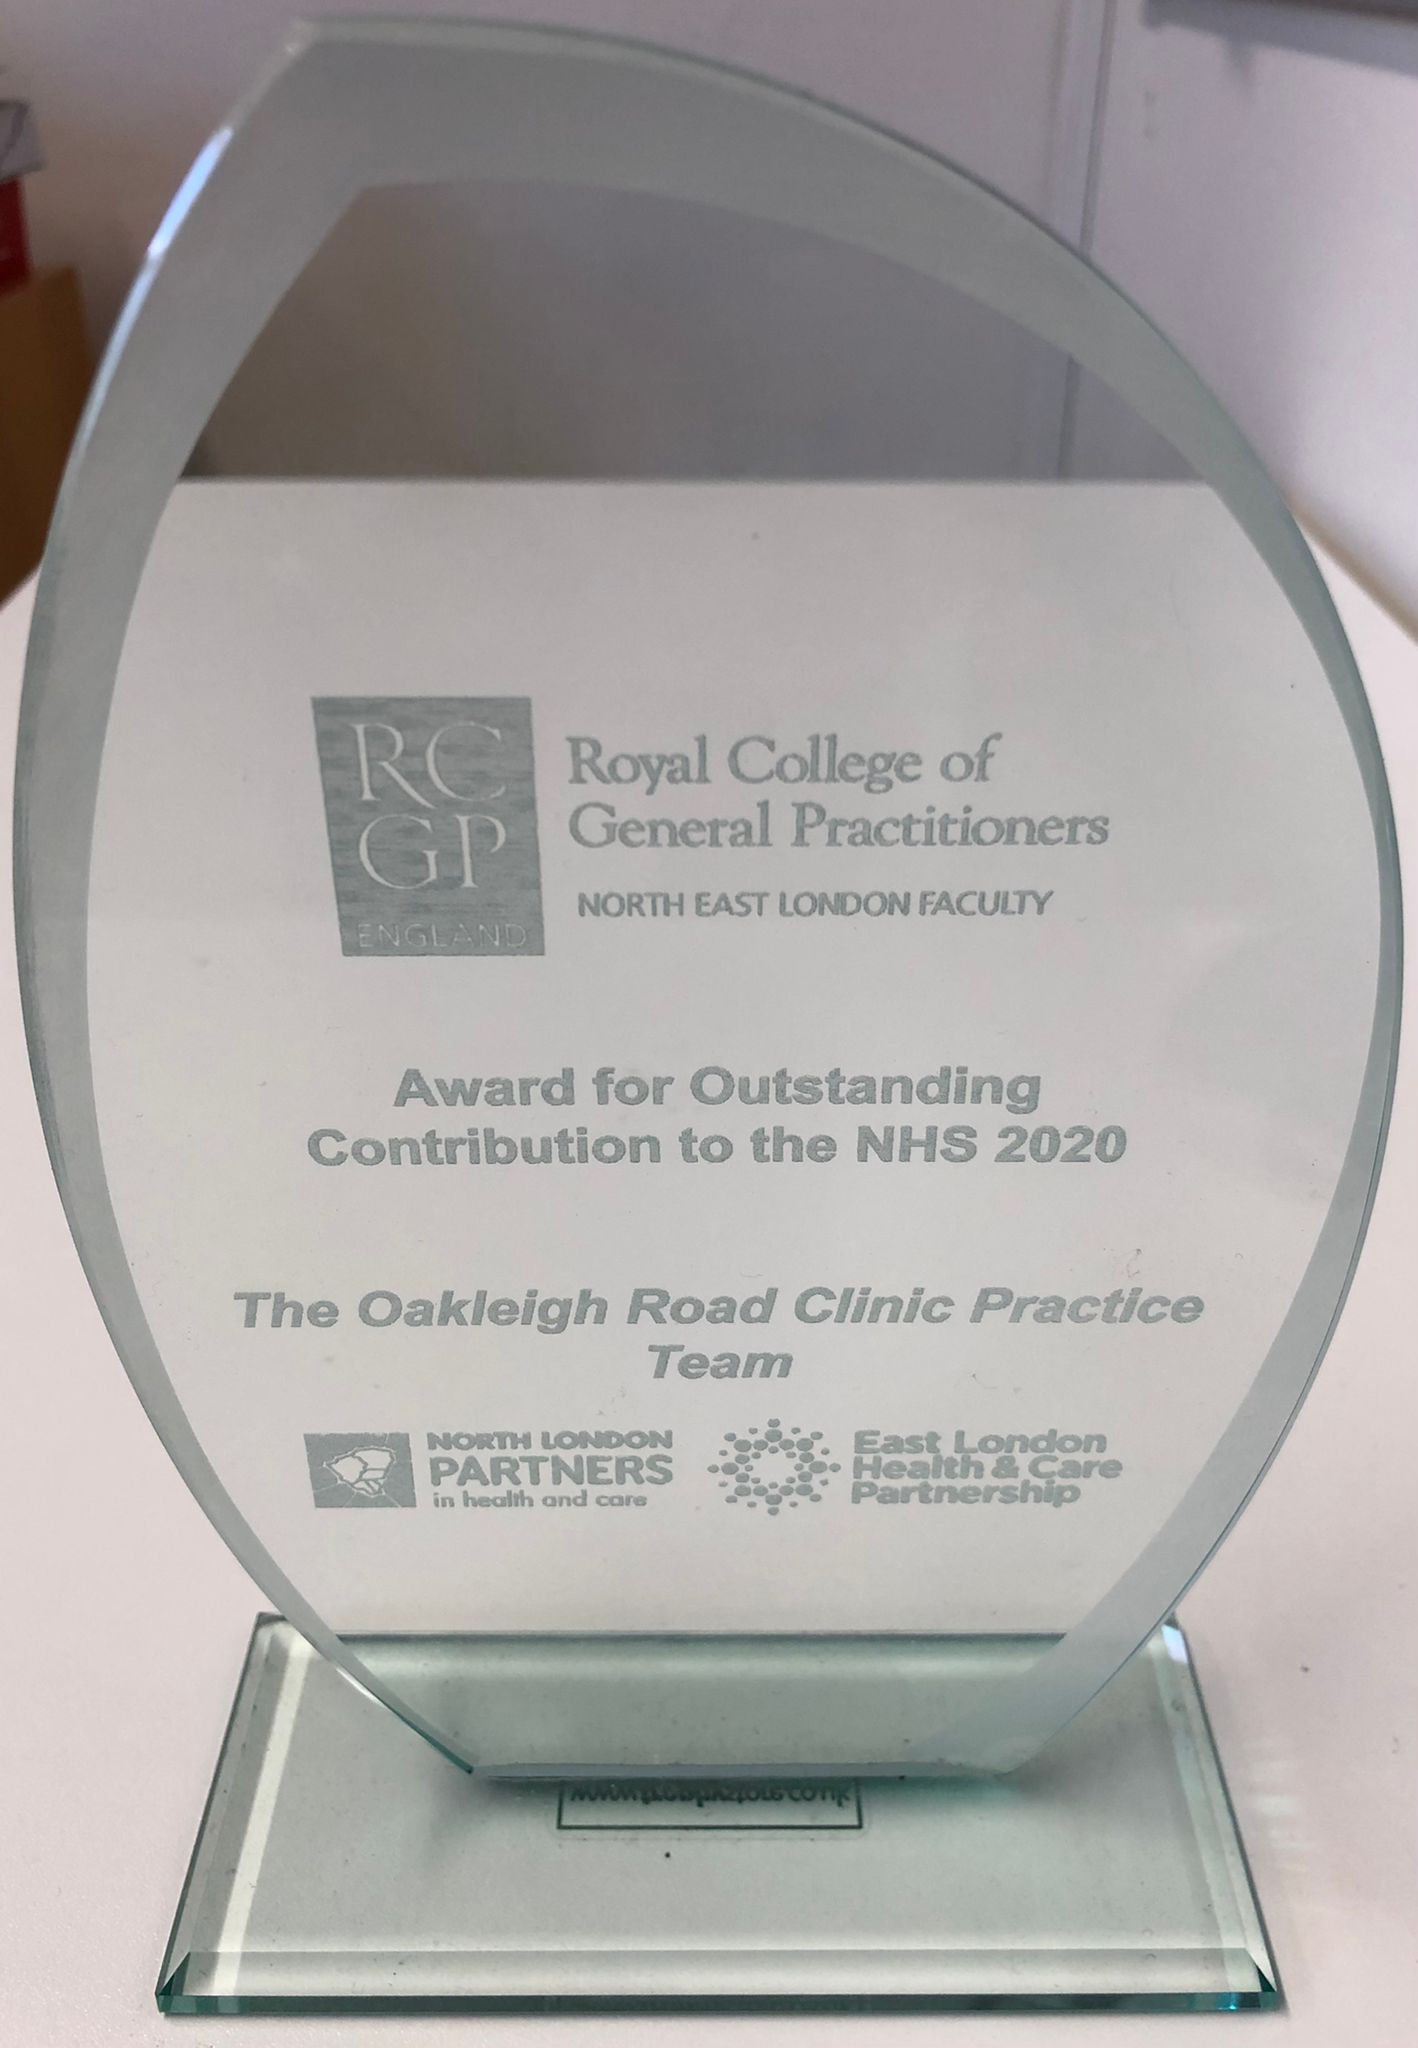 RC
GP
ENGLAND
Royal College of
General Practitioners
NORTH EAST LONDON FACULTY
Award for Outstanding
Contribution to the NHS 2020
The Oakleigh Road Clinic Practice
Team
NORTH LONDON
PARTNERS
in health and care
East London
Health & Care
Partnership